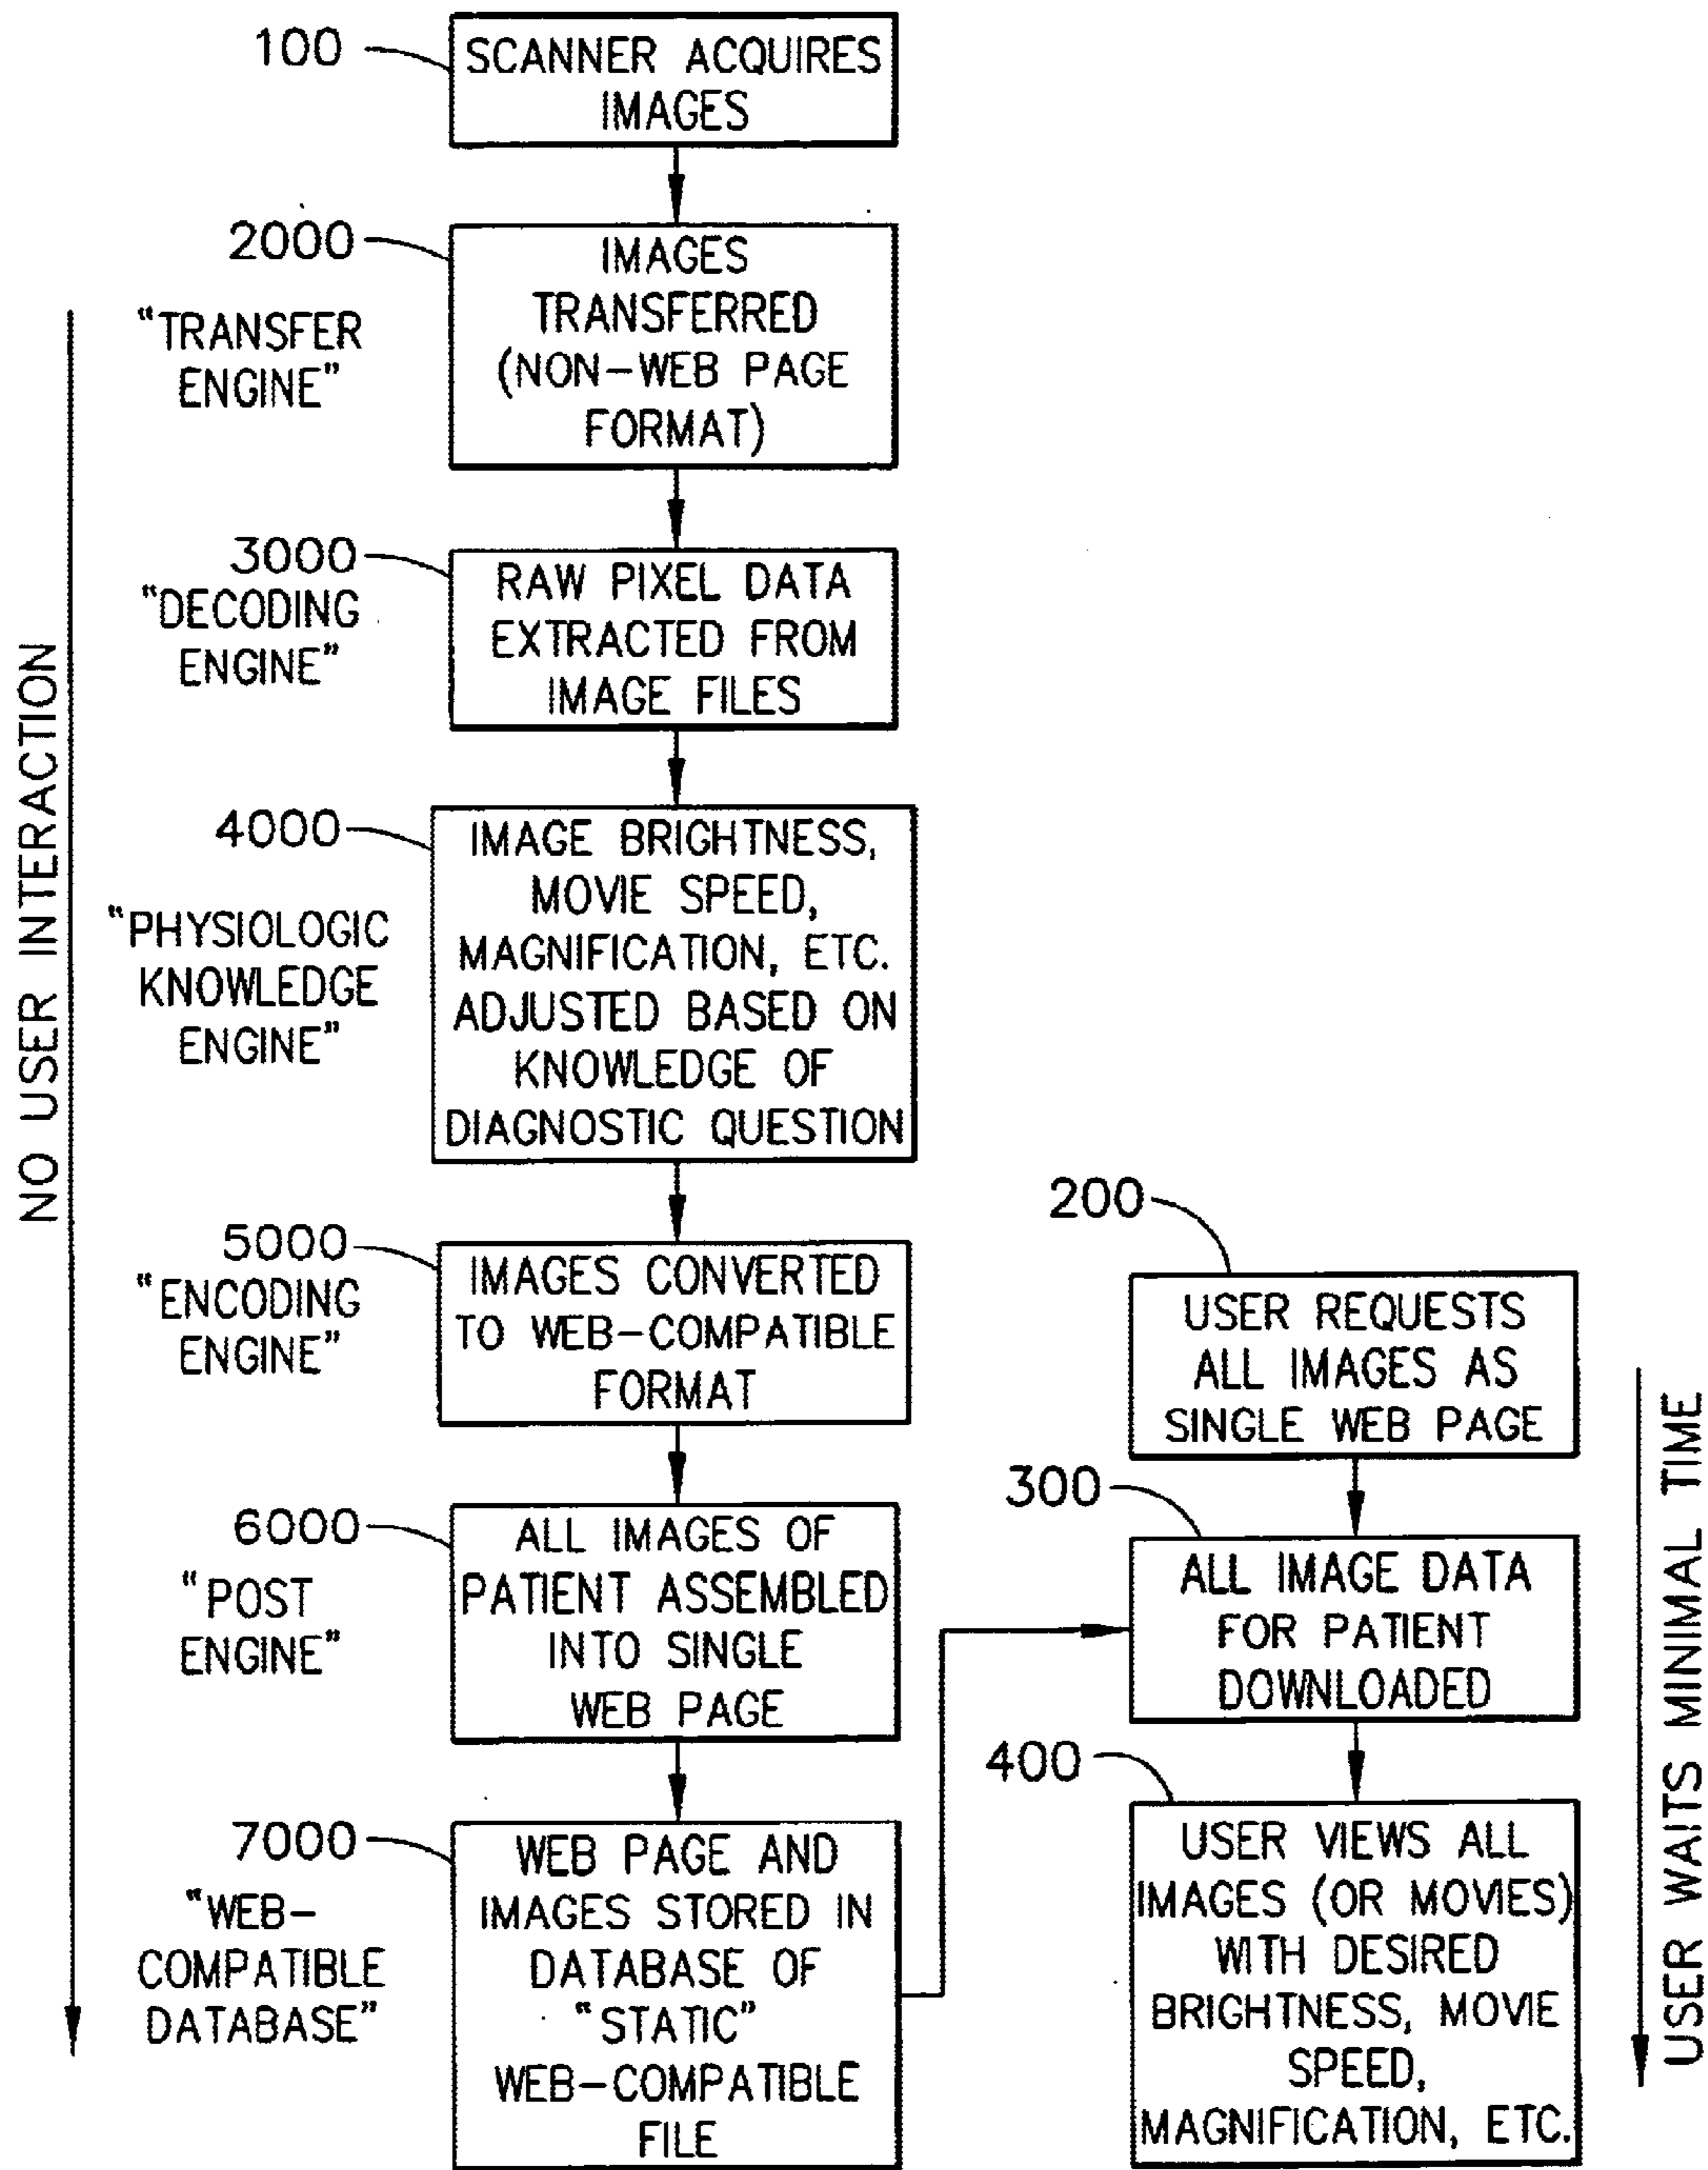 100
SCANNER ACQUIRES
IMAGES
2000
"TRANSFER
ENGINE"
IMAGES
TRANSFERRED
(NON-WEB PAGE
FORMAT)
3000
"DECODING
ENGINE"
RAW PIXEL DATA
EXTRACTED FROM
IMAGE FILES
4000
"PHYSIOLOGIC
KNOWLEDGE
ENGINE"
IMAGE BRIGHTNESS,
MOVIE SPEED,
MAGNIFICATION, ETC.
ADJUSTED BASED ON
KNOWLEDGE OF
DIAGNOSTIC QUESTION
5000
"ENCODING
ENGINE"
IMAGES CONVERTED
TO WEB-COMPATIBLE
FORMAT
6000
"POST
ENGINE"
ALL IMAGES OF
PATIENT ASSEMBLED
INTO SINGLE
WEB PAGE
7000
"WEB-
COMPATIBLE
DATABASE"
WEB PAGE AND
IMAGES STORED IN
DATABASE OF
"STATIC"
WEB-COMPATIBLE
FILE
NO USER INTERACTION
200
USER REQUESTS
ALL IMAGES AS
SINGLE WEB PAGE
300
ALL IMAGE DATA
FOR PATIENT
DOWNLOADED
400
USER VIEWS ALL
IMAGES (OR MOVIES)
WITH DESIRED
BRIGHTNESS, MOVIE
SPEED,
MAGNIFICATION, ETC.
USER WAITS MINIMAL TIME